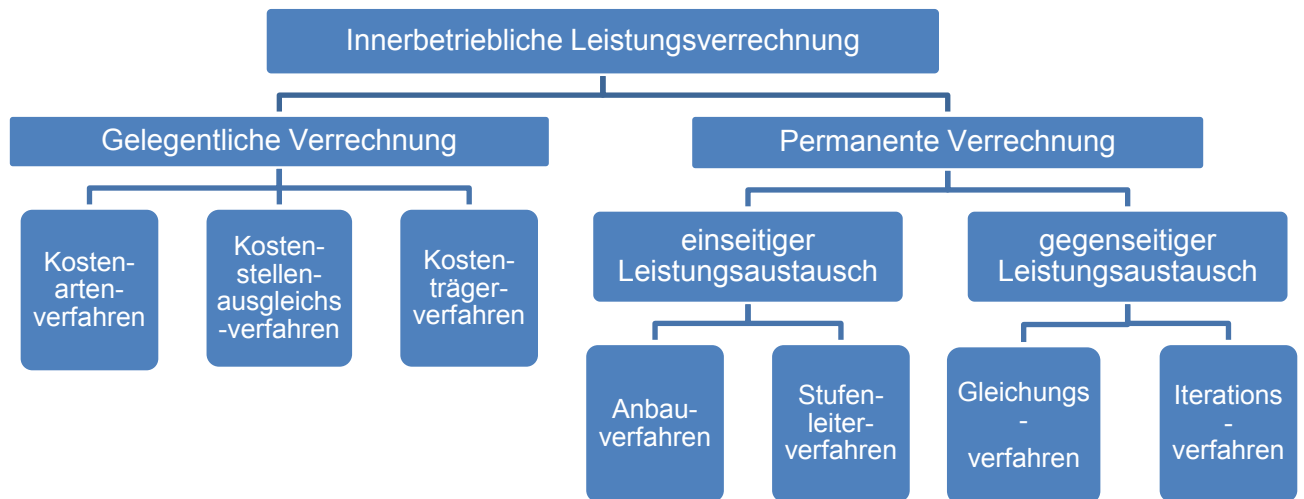 Innerbetriebliche Leistungsverrechnung
Gelegentliche Verrechnung
Permanente Verrechnung
Kosten-
arten-
verfahren
Kosten-
stellen-
ausgleichs
-verfahren
Kosten-
träger-
verfahren
einseitiger
Leistungsaustausch
gegenseitiger
Leistungsaustausch
Anbau-
verfahren
Stufen-
leiter-
verfahren
Gleichungs
-
verfahren
Iterations
-
verfahren